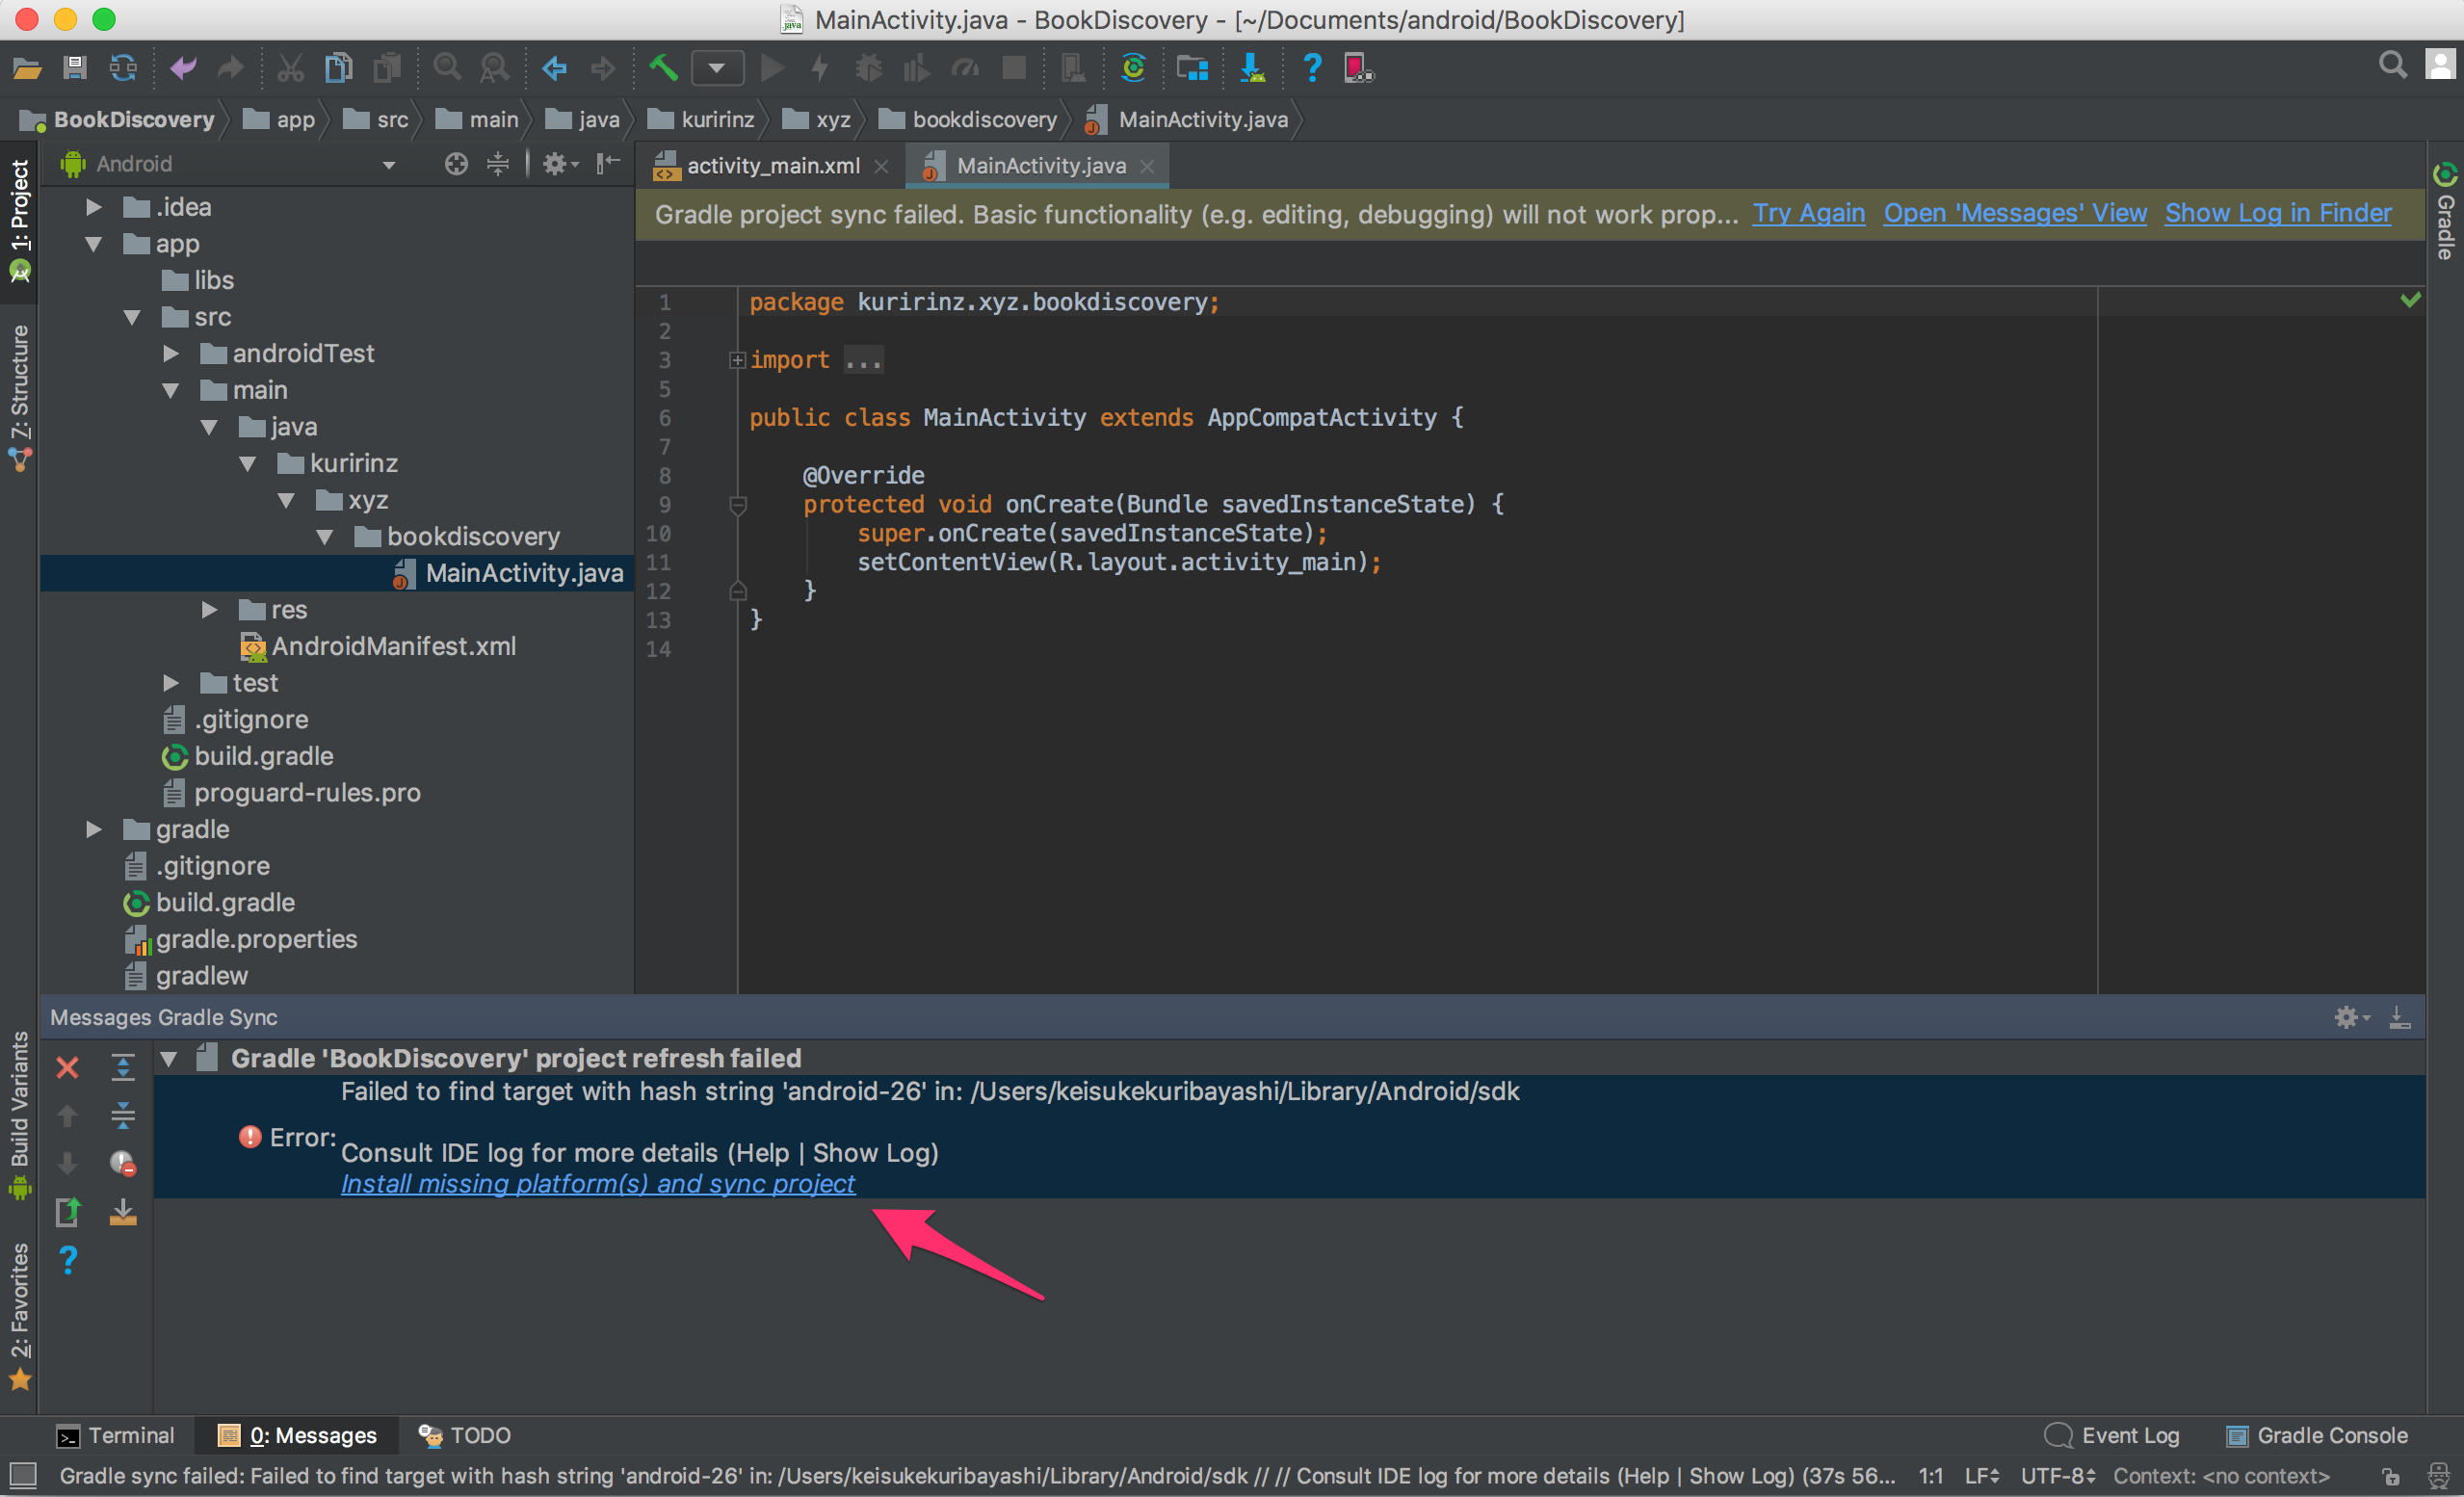 MainActivity.java - BookDiscovery - [~/Documents/android/BookDiscovery]
BookDiscovery app src main java kuririnz xyz bookdiscovery MainActivity.java
1: Project
7: Structure
Build Variants
2: Favorites
Android
.idea
app
libs
src
androidTest
main
java
kuririnz
xyz
bookdiscovery
MainActivity.java
res
AndroidManifest.xml
test
.gitignore
build.gradle
proguard-rules.pro
gradle
.gitignore
build.gradle
gradle.properties
gradlew
activity_main.xml MainActivity.java
Gradle project sync failed. Basic functionality (e.g. editing, debugging) will not work prop... Try Again Open 'Messages' View Show Log in Finder
Gradle
1 package kuririnz.xyz.bookdiscovery;
2
3 import ...
5
6 public class MainActivity extends AppCompatActivity {
7
8 @Override
9 protected void onCreate(Bundle savedInstanceState) {
10 super.onCreate(savedInstanceState);
11 setContentView(R.layout.activity_main);
12 }
13 }
14
Messages Gradle Sync
Gradle 'BookDiscovery' project refresh failed
Failed to find target with hash string 'android-26' in: /Users/keisukekuribayashi/Library/Android/sdk
Error:
Consult IDE log for more details (Help | Show Log)
Install missing platform(s) and sync project
Terminal 0: Messages TODO Event Log Gradle Console
Gradle sync failed: Failed to find target with hash string 'android-26' in: /Users/keisukekuribayashi/Library/Android/sdk // // Consult IDE log for more details (Help | Show Log) (37s 56... 1:1 LF UTF-8 Context: <no context>